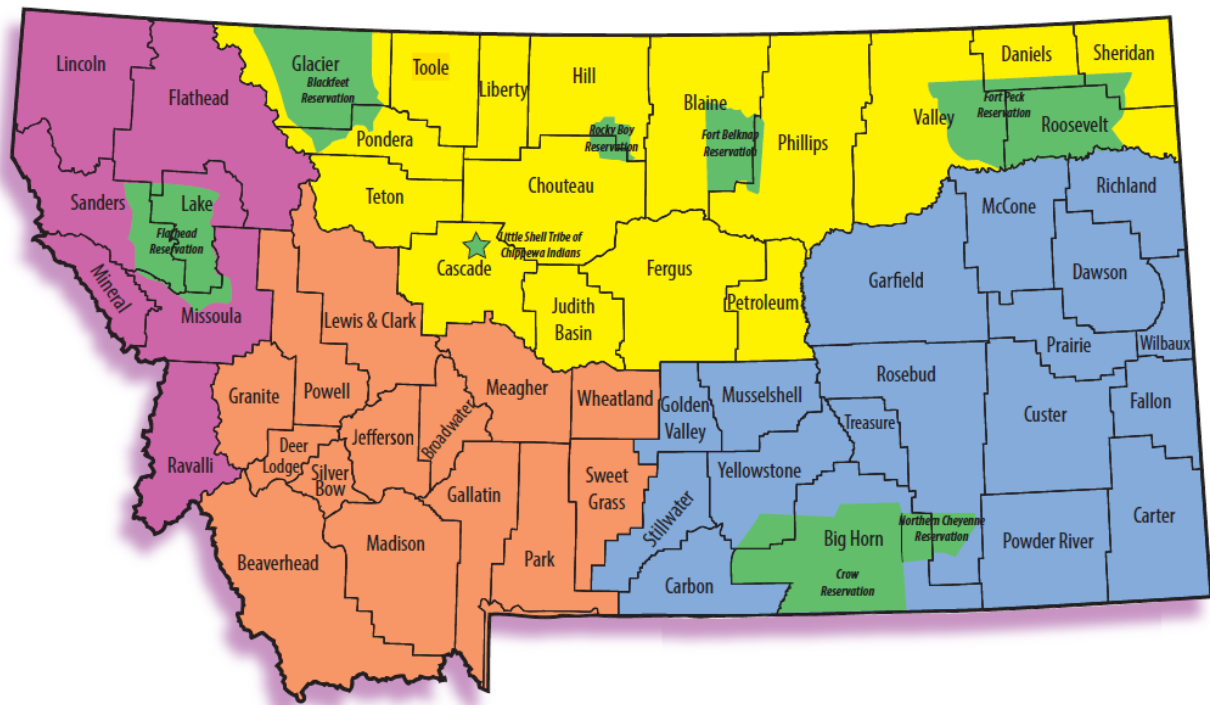 Lincoln
Flathead
Glacier
Blackfeet
Reservation
Toole
Liberty
Hill
Blaine
Phillips
Valley
Daniels
Sheridan
Fort Peck
Reservation
Roosevelt
Pondera
Rocky Boy
Reservation
Fort Belknap
Reservation
Teton
Chouteau
Sanders
Lake
Flathead
Reservation
Mineral
Missoula
Little Shell Tribe of
Chippewa Indians
Cascade
Judith
Basin
Fergus
Petroleum
McCone
Richland
Garfield
Dawson
Prairie
Wilbaux
Lewis & Clark
Granite
Powell
Meagher
Wheatland
Broadwater
Jefferson
Deer
Lodge
Silver
Bow
Ravalli
Golden
Valley
Musselshell
Rosebud
Treasure
Custer
Fallon
Yellowstone
Stillwater
Sweet
Grass
Gallatin
Park
Madison
Beaverhead
Carbon
Big Horn
Crow
Reservation
Northern Cheyenne
Reservation
Powder River
Carter